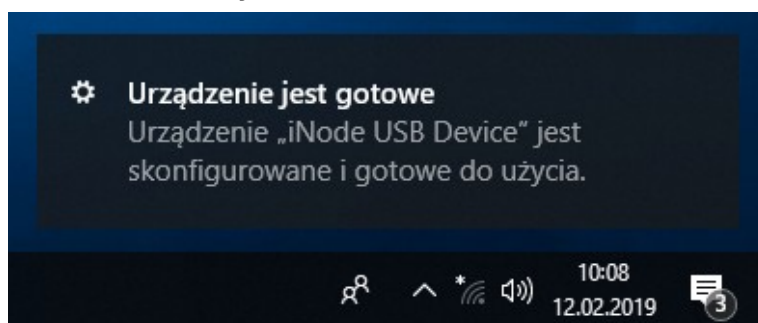 Urządzenie jest gotowe
Urządzenie „iNode USB Device” jest
skonfigurowane i gotowe do użycia.
10:08
12.02.2019
3